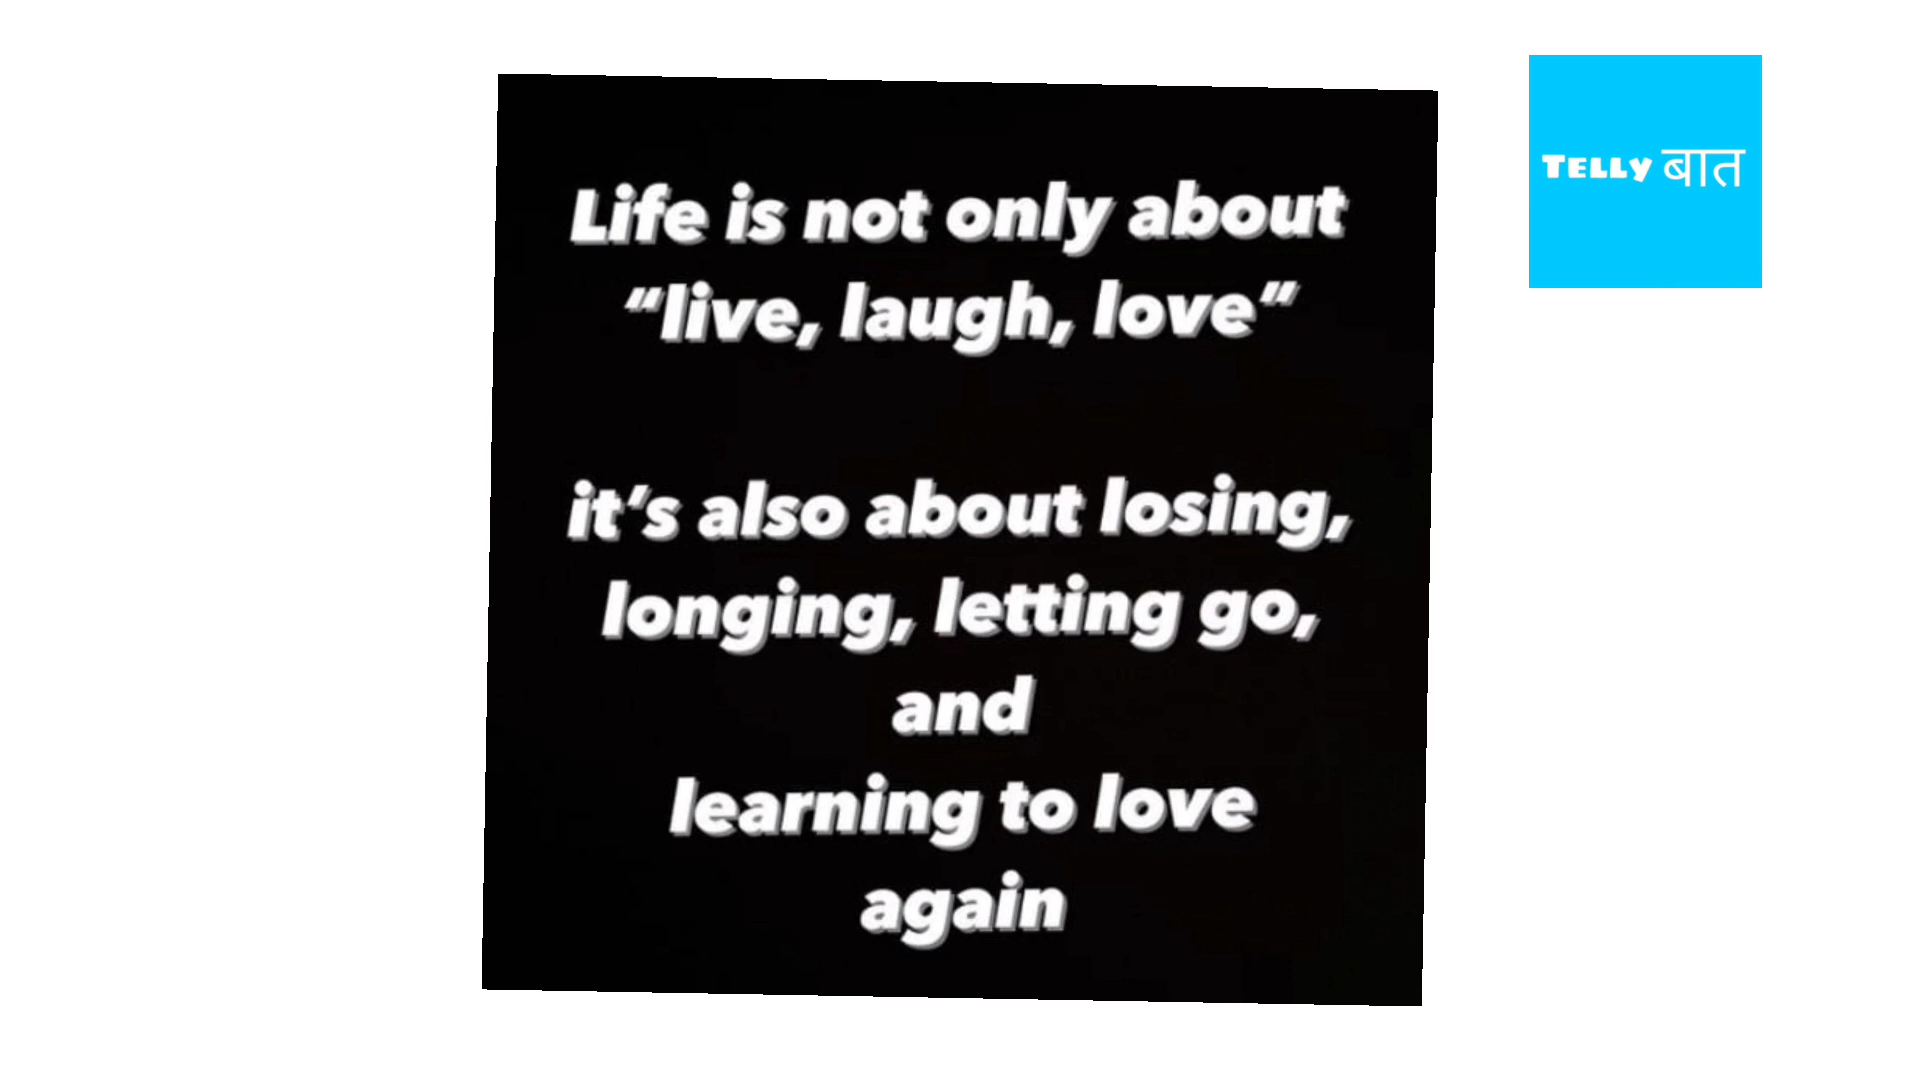 Life is not only about
“live, laugh, love”
it’s also about losing,
longing, letting go,
and
learning to love
again
Telly बात